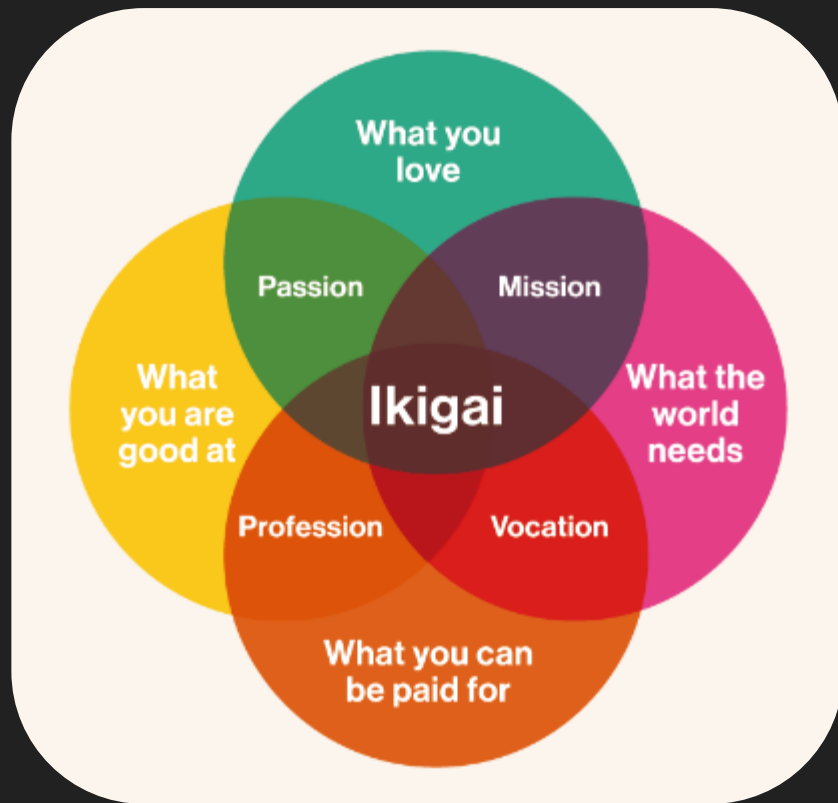 What you
love
Passion
Mission
What
you are
good at
Ikigai
What the
world
needs
Profession
Vocation
What you can
be paid for